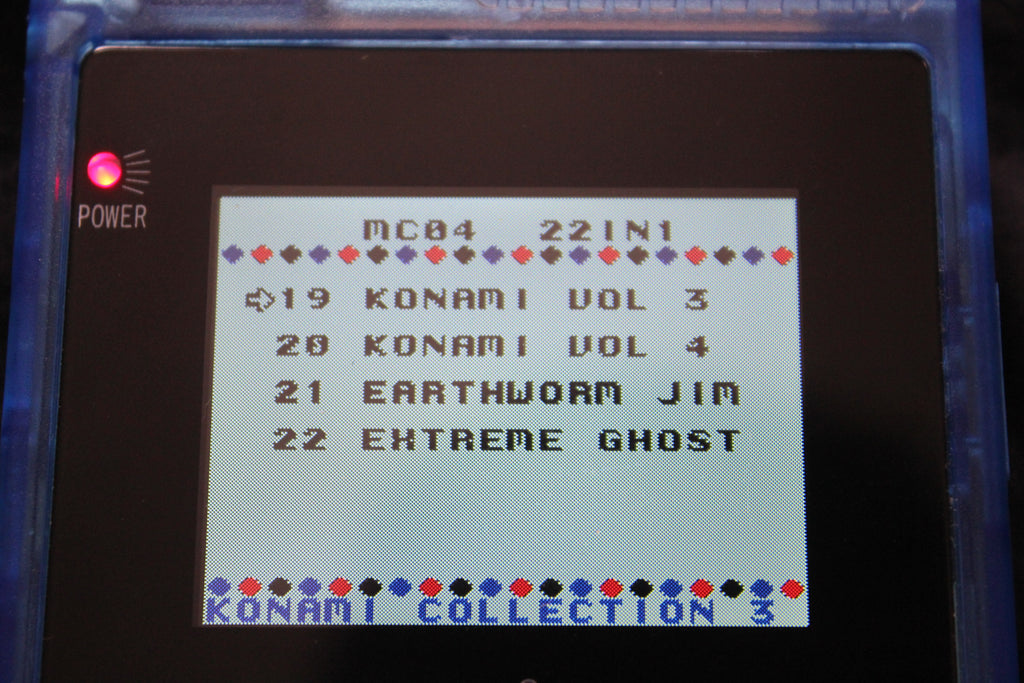 POWER
MC04 22IN1
19 KONAMI VOL 3
20 KONAMI VOL 4
21 EARTHWORM JIM
22 EXTREME GHOST
KONAMI COLLECTION 3